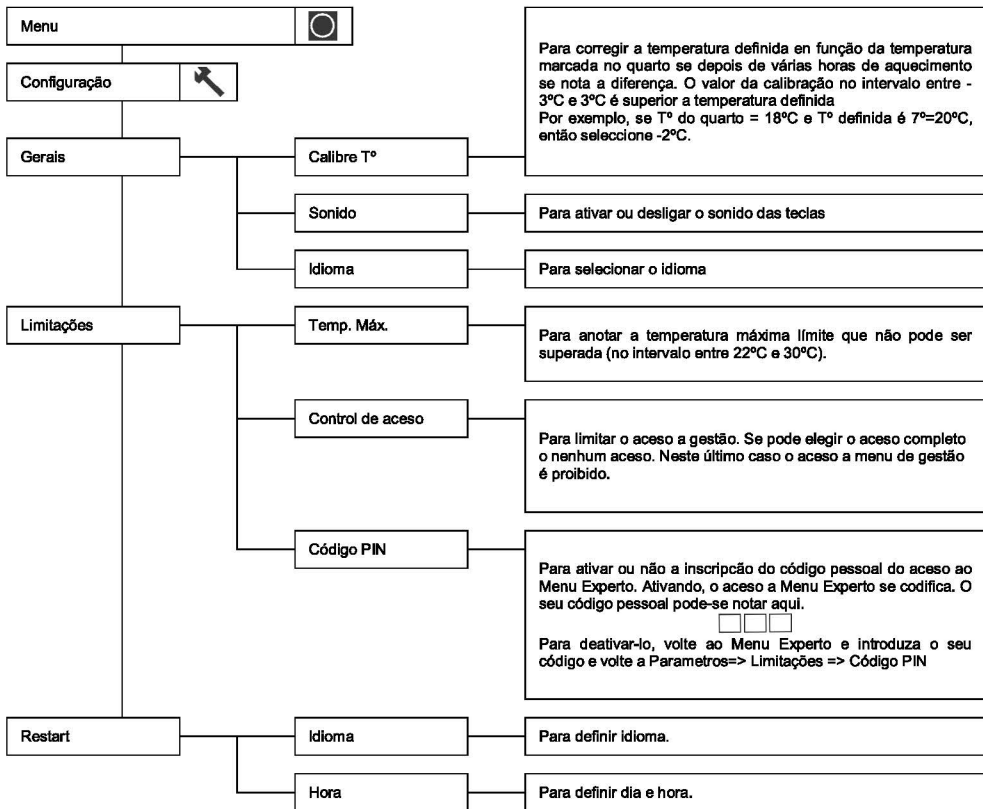 Menu
Configuração
Gerais
Calibre Tº
Para corregir a temperatura definida en função da temperatura
marcada no quarto se depois de várias horas de aquecimento
se nota a diferença. O valor da calibração no intervalo entre -
3ºC e 3ºC é superior a temperatura definida
Por exemplo, se Tº do quarto = 18ºC e Tº definida é 7º=20ºC,
então seleccione -2ºC.
Sonido
Para ativar ou desligar o sonido das teclas
Idioma
Para selecionar o idioma
Limitações
Temp. Máx.
Para anotar a temperatura máxima límite que não pode ser
superada (no intervalo entre 22ºC e 30ºC).
Control de aceso
Para limitar o aceso a gestão. Se pode elegir o aceso completo
o nenhum aceso. Neste último caso o aceso a menu de gestão
é proibido.
Código PIN
Para ativar ou não a inscripcão do código pessoal do aceso ao
Menu Experto. Ativando, o aceso a Menu Experto se codifica. O
seu código pessoal pode-se notar aqui.
Para deativar-lo, volte ao Menu Experto e introduza o seu
código e volte a Parametros=> Limitações => Código PIN
Restart
Idioma
Para definir idioma.
Hora
Para definir dia e hora.